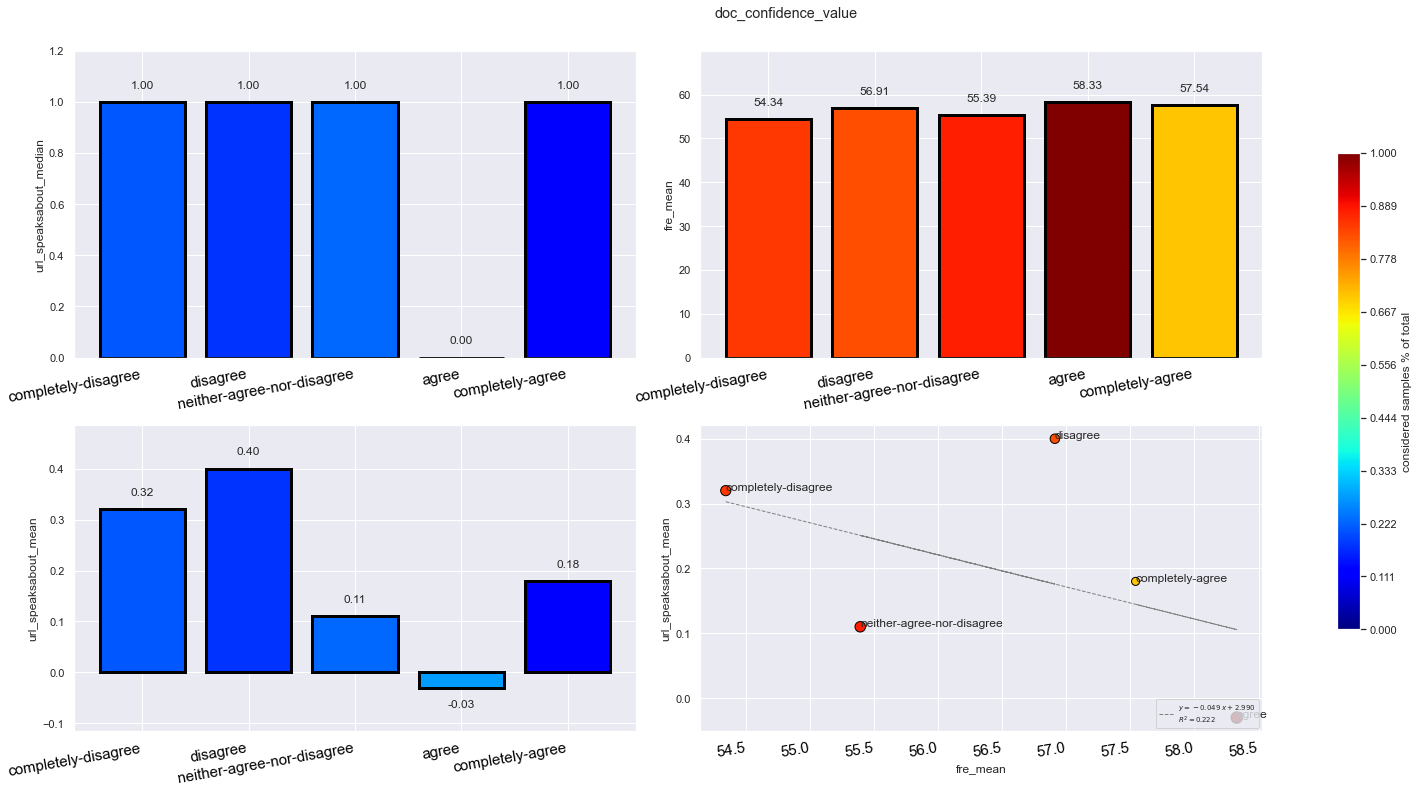 doc_confidence_value
url_speaksabout_median
1.2
1.0
0.8
0.6
0.4
0.2
0.0
1.00
1.00
1.00
0.00
1.00
completely-disagree
disagree
neither-agree-nor-disagree
agree
completely-agree
fre_mean
60
50
40
30
20
10
0
54.34
56.91
55.39
58.33
57.54
completely-disagree
disagree
neither-agree-nor-disagree
agree
completely-agree
url_speaksabout_mean
0.4
0.3
0.2
0.1
0.0
−0.1
0.32
0.40
0.11
-0.03
0.18
completely-disagree
disagree
neither-agree-nor-disagree
agree
completely-agree
url_speaksabout_mean
0.4
0.3
0.2
0.1
0.0
disagree
completely-disagree
completely-agree
neither-agree-nor-disagree
agree
y = −0.049 x + 2.990
R² = 0.222
54.5
55.0
55.5
56.0
56.5
57.0
57.5
58.0
58.5
fre_mean
1.000
0.889
0.778
0.667
0.556
0.444
0.333
0.222
0.111
0.000
considered samples % of total